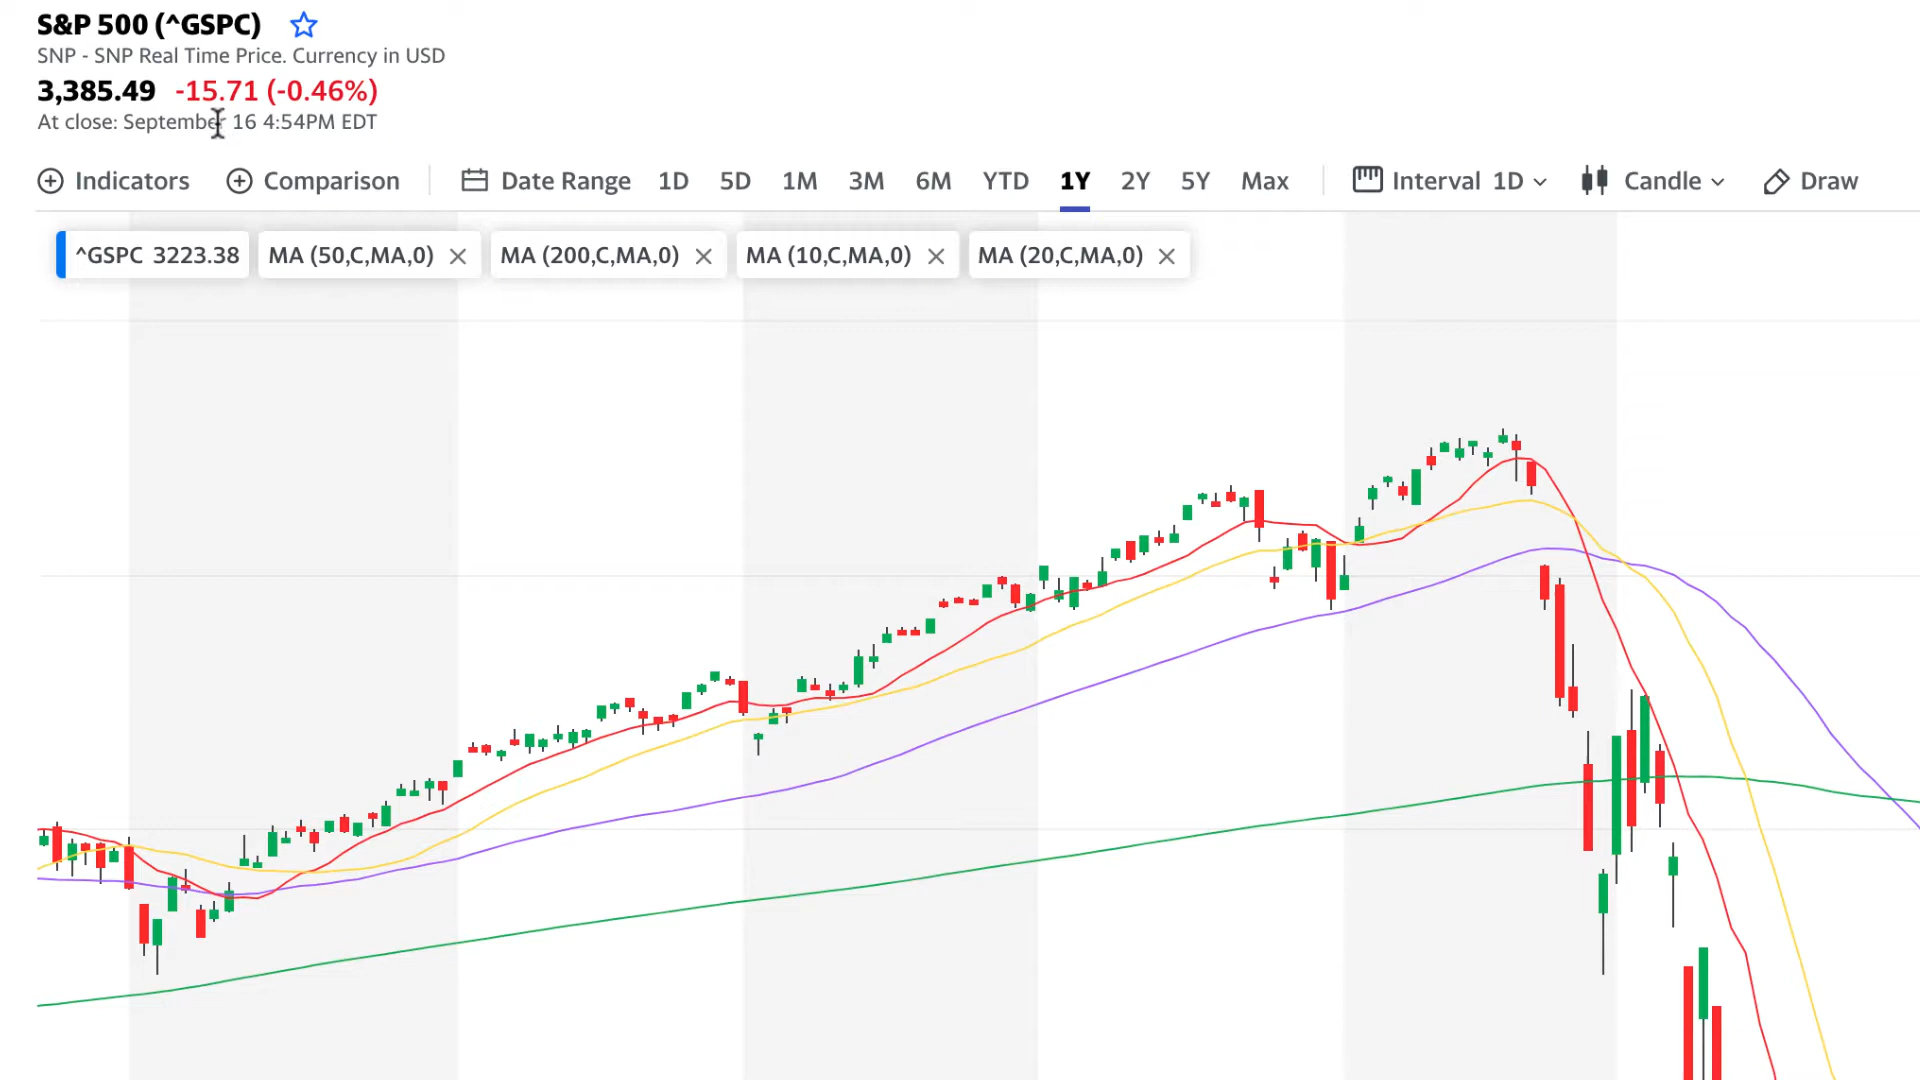 S&P 500 (^GSPC)
SNP - SNP Real Time Price. Currency in USD
3,385.49 -15.71 (-0.46%)
At close: September 16 4:54PM EDT
Indicators Comparison Date Range 1D 5D 1M 3M 6M YTD 1Y 2Y 5Y Max Interval 1D Candle Draw
^GSPC 3223.38 MA (50,C,MA,0) MA (200,C,MA,0) MA (10,C,MA,0) MA (20,C,MA,0)